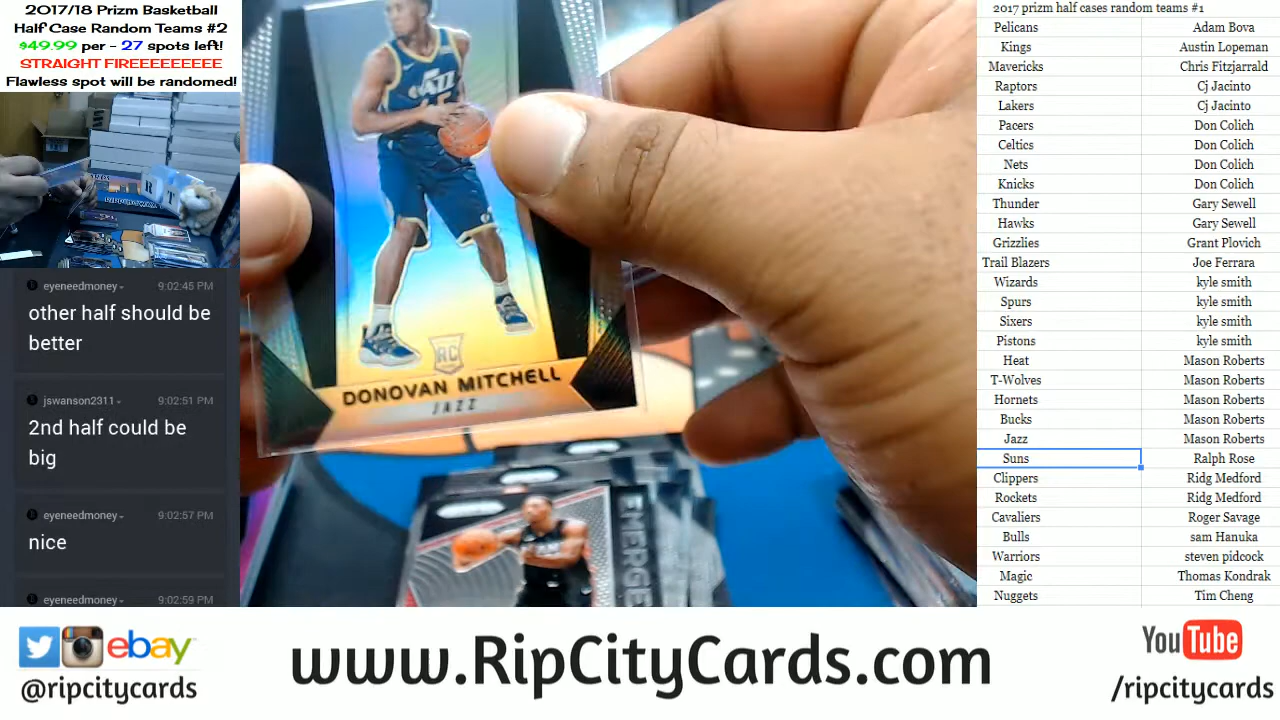 2017/18 Prizm Basketball
Half Case Random Teams #2
$49.99 per - 27 spots left!
STRAIGHT FIREEEEEEEEE
Flawless spot will be randomed!
eyeneedmoney 9:02:45 PM
other half should be
better
jswanson2311 9:02:51 PM
2nd half could be
big
eyeneedmoney 9:02:57 PM
nice
eyeneedmoney 9:02:59 PM
R T
JAZZ
45
RC
DONOVAN MITCHELL
JAZZ
EMERGE
2017 prizm half cases random teams #1
Pelicans Adam Bova
Kings Austin Lopeman
Mavericks Chris Fitzjarrald
Raptors Cj Jacinto
Lakers Cj Jacinto
Pacers Don Colich
Celtics Don Colich
Nets Don Colich
Knicks Don Colich
Thunder Gary Sewell
Hawks Gary Sewell
Grizzlies Grant Plovich
Trail Blazers Joe Ferrara
Wizards kyle smith
Spurs kyle smith
Sixers kyle smith
Pistons kyle smith
Heat Mason Roberts
T-Wolves Mason Roberts
Hornets Mason Roberts
Bucks Mason Roberts
Jazz Mason Roberts
Suns Ralph Rose
Clippers Ridg Medford
Rockets Ridg Medford
Cavaliers Roger Savage
Bulls sam Hanuka
Warriors steven pidcock
Magic Thomas Kondrak
Nuggets Tim Cheng
ebay
@ripcitycards
www.RipCityCards.com
YouTube
/ripcitycards